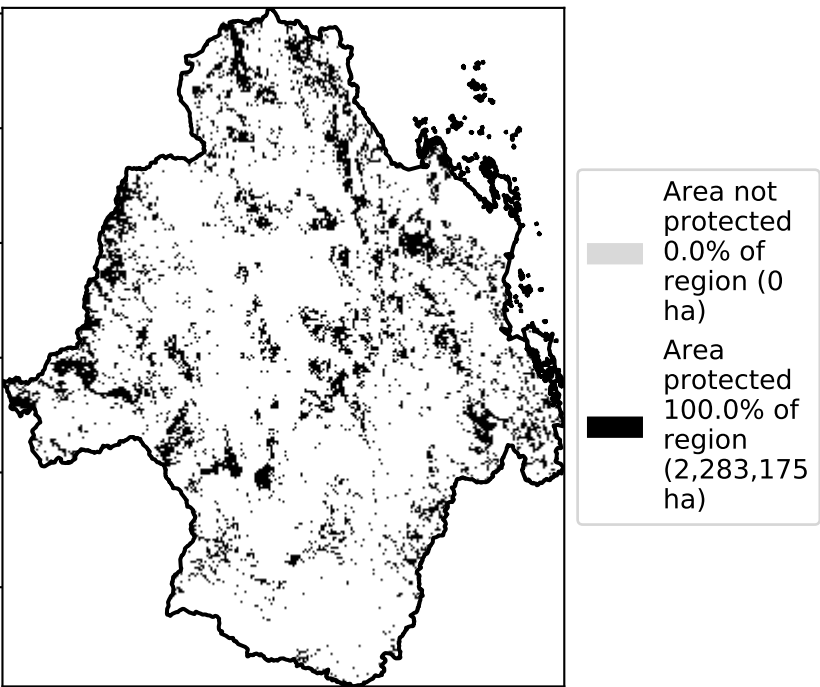 Area not
protected
0.0% of
region (0
ha)
Area
protected
100.0% of
region
(2,283,175
ha)